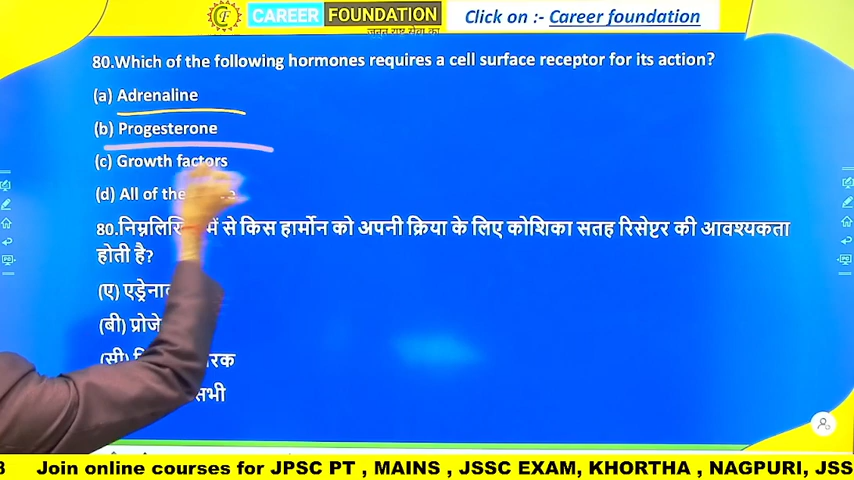 CAREER FOUNDATION
Click on :- Career foundation
80.Which of the following hormones requires a cell surface receptor for its action?
(a) Adrenaline
(b) Progesterone
(c) Growth factors
(d) All of the
80.निम्नलिखित में से किस हार्मोन को अपनी क्रिया के लिए कोशिका सतह रिसेप्टर की आवश्यकता
होती है?
(ए)
(बी)
(सी)
सभी
Join online courses for JPSC PT , MAINS , JSSC EXAM, KHORTHA , NAGPURI, JSS